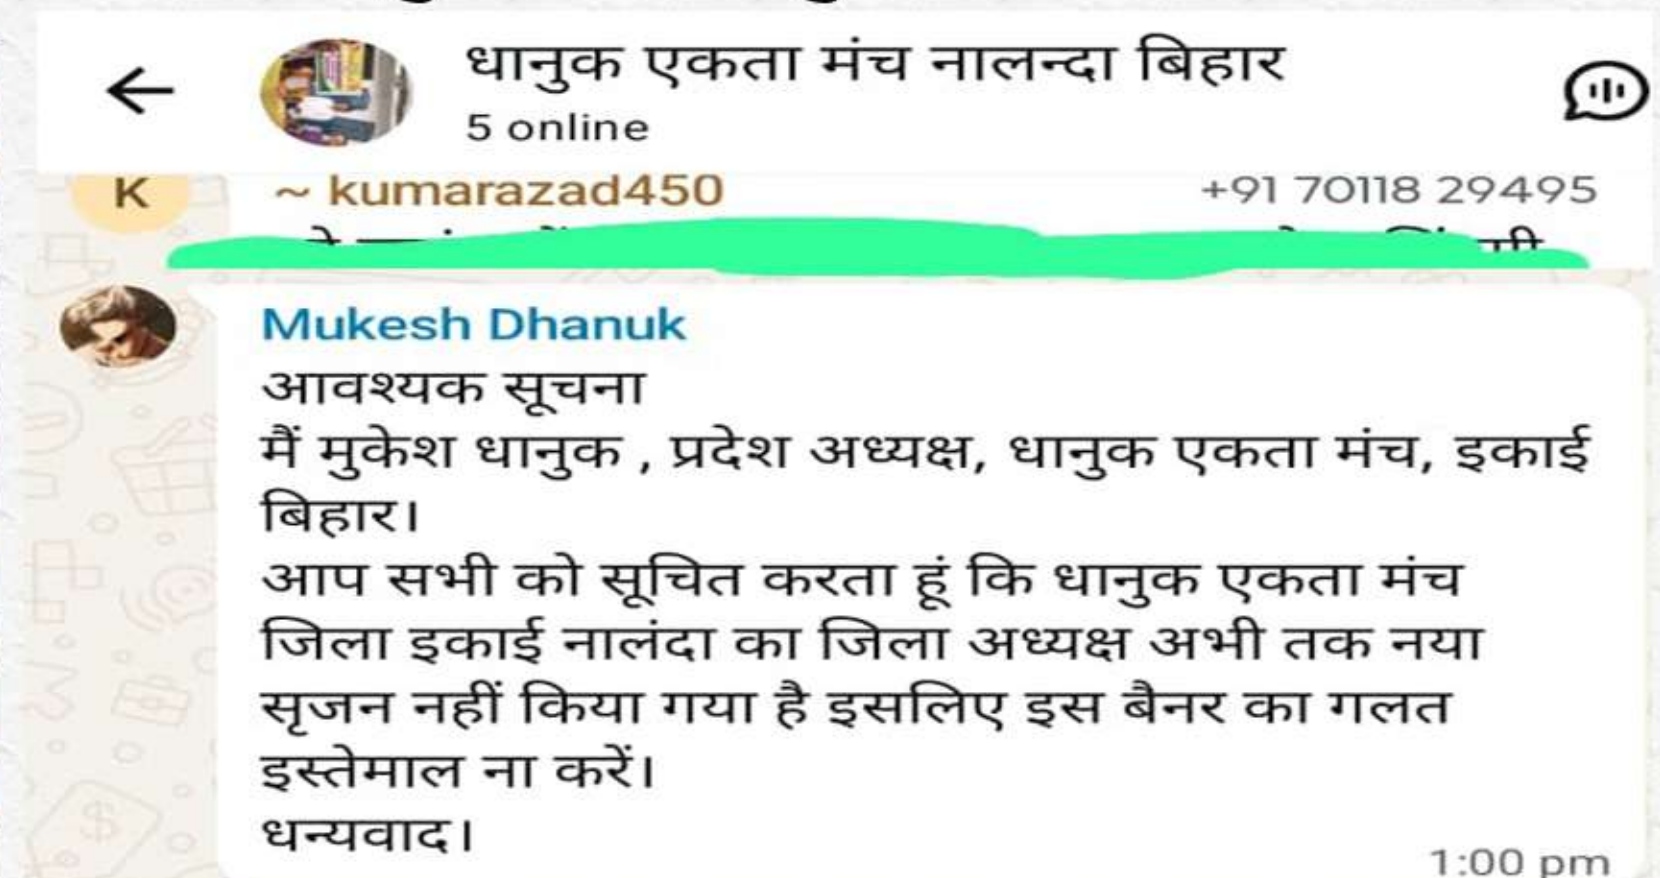 धानुक एकता मंच नालन्दा बिहार
5 online
K
~ kumarazad450 +91 70118 29495
Mukesh Dhanuk
आवश्यक सूचना
मैं मुकेश धानुक , प्रदेश अध्यक्ष, धानुक एकता मंच, इकाई
बिहार।
आप सभी को सूचित करता हूं कि धानुक एकता मंच
जिला इकाई नालंदा का जिला अध्यक्ष अभी तक नया
सृजन नहीं किया गया है इसलिए इस बैनर का गलत
इस्तेमाल ना करें।
धन्यवाद।
1:00 pm